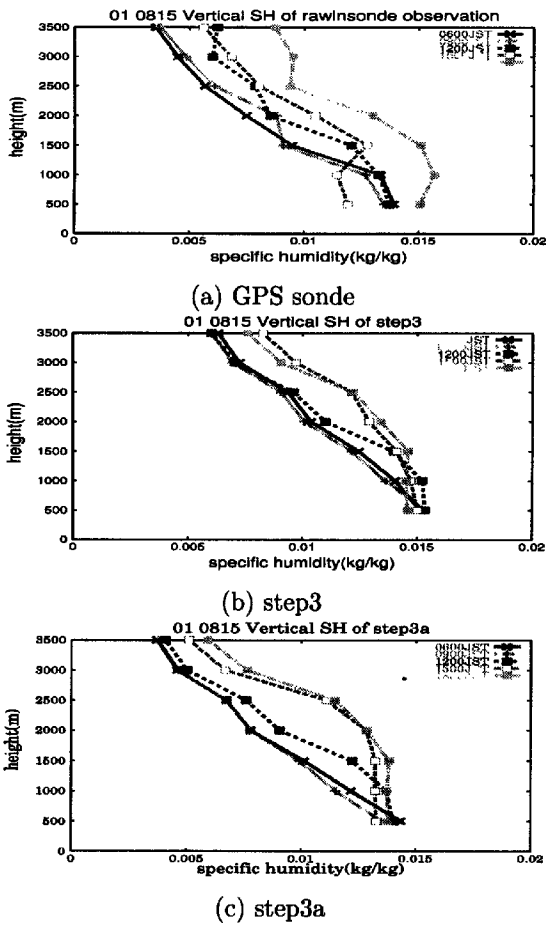 01 0815 Vertical SH of rawinsonde observation
0600JST
1200JST
3500
3000
2500
2000
1500
1000
500
0
height(m)
0 0.005 0.01 0.015 0.02
specific humidity(kg/kg)
(a) GPS sonde
01 0815 Vertical SH of step3
JST
1200JST
3500
3000
2500
2000
1500
1000
500
0
height(m)
0 0.005 0.01 0.015 0.02
specific humidity(kg/kg)
(b) step3
01 0815 Vertical SH of step3a
0600JST
0900JST
1200JST
1500JST
3500
3000
2500
2000
1500
1000
500
0
height(m)
0 0.005 0.01 0.015 0.02
specific humidity(kg/kg)
(c) step3a